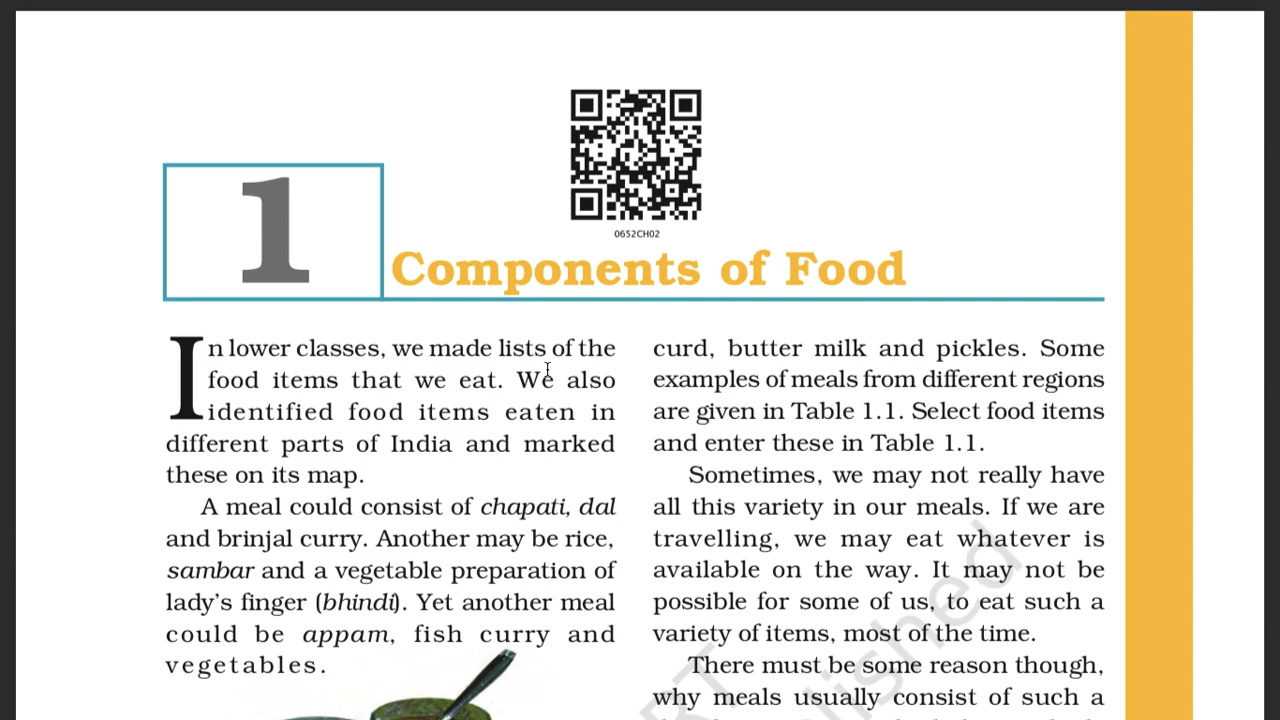 0652CH02
1
Components of Food
In lower classes, we made lists of the
food items that we eat. We also
identified food items eaten in
different parts of India and marked
these on its map.
A meal could consist of chapati, dal
and brinjal curry. Another may be rice,
sambar and a vegetable preparation of
lady's finger (bhindi). Yet another meal
could be appam, fish curry and
vegetables.
curd, butter milk and pickles. Some
examples of meals from different regions
are given in Table 1.1. Select food items
and enter these in Table 1.1.
Sometimes, we may not really have
all this variety in our meals. If we are
travelling, we may eat whatever is
available on the way. It may not be
possible for some of us, to eat such a
variety of items, most of the time.
There must be some reason though,
why meals usually consist of such a